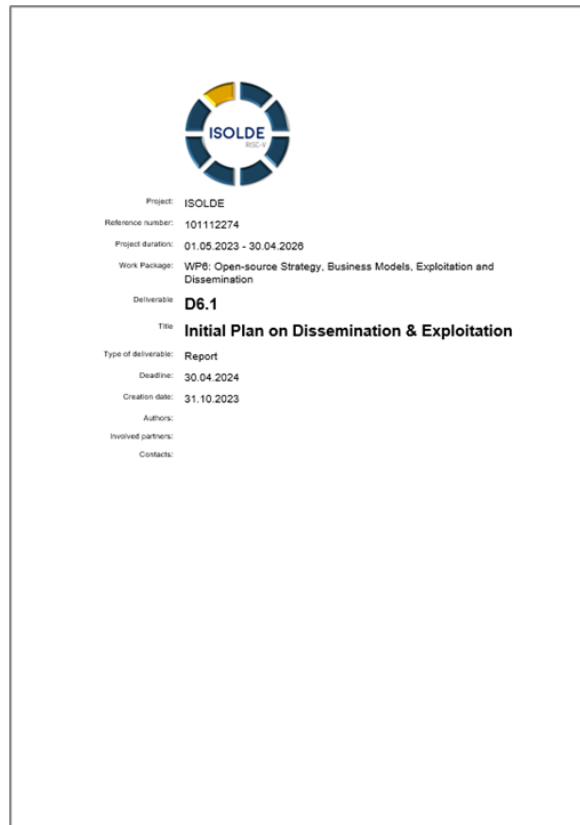 ISOLDE
RISC-V
Project: ISOLDE
Reference number: 101112274
Project duration: 01.05.2023 - 30.04.2026
Work Package: WP6: Open-source Strategy, Business Models, Exploitation and
Dissemination
Deliverable D6.1
Title Initial Plan on Dissemination & Exploitation
Type of deliverable: Report
Deadline: 30.04.2024
Creation date: 31.10.2023
Authors:
Involved partners:
Contacts: